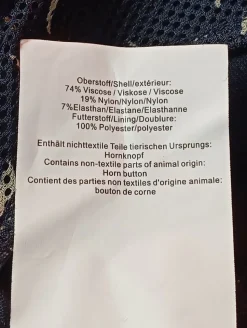 Oberstoff/Shell/extérieur:
74% Viscose / Viskose / Viscose
19% Nylon/Nylon/Nylon
7%Elasthan/Elastane/Elasthanne
Futterstoff/Lining/Doublure:
100% Polyester/polyester
Enthält nichttextile Teile tierischen Ursprungs:
Hornknopf
Contains non-textile parts of animal origin:
Horn button
Contient des parties non textiles d'origine animale:
bouton de corne